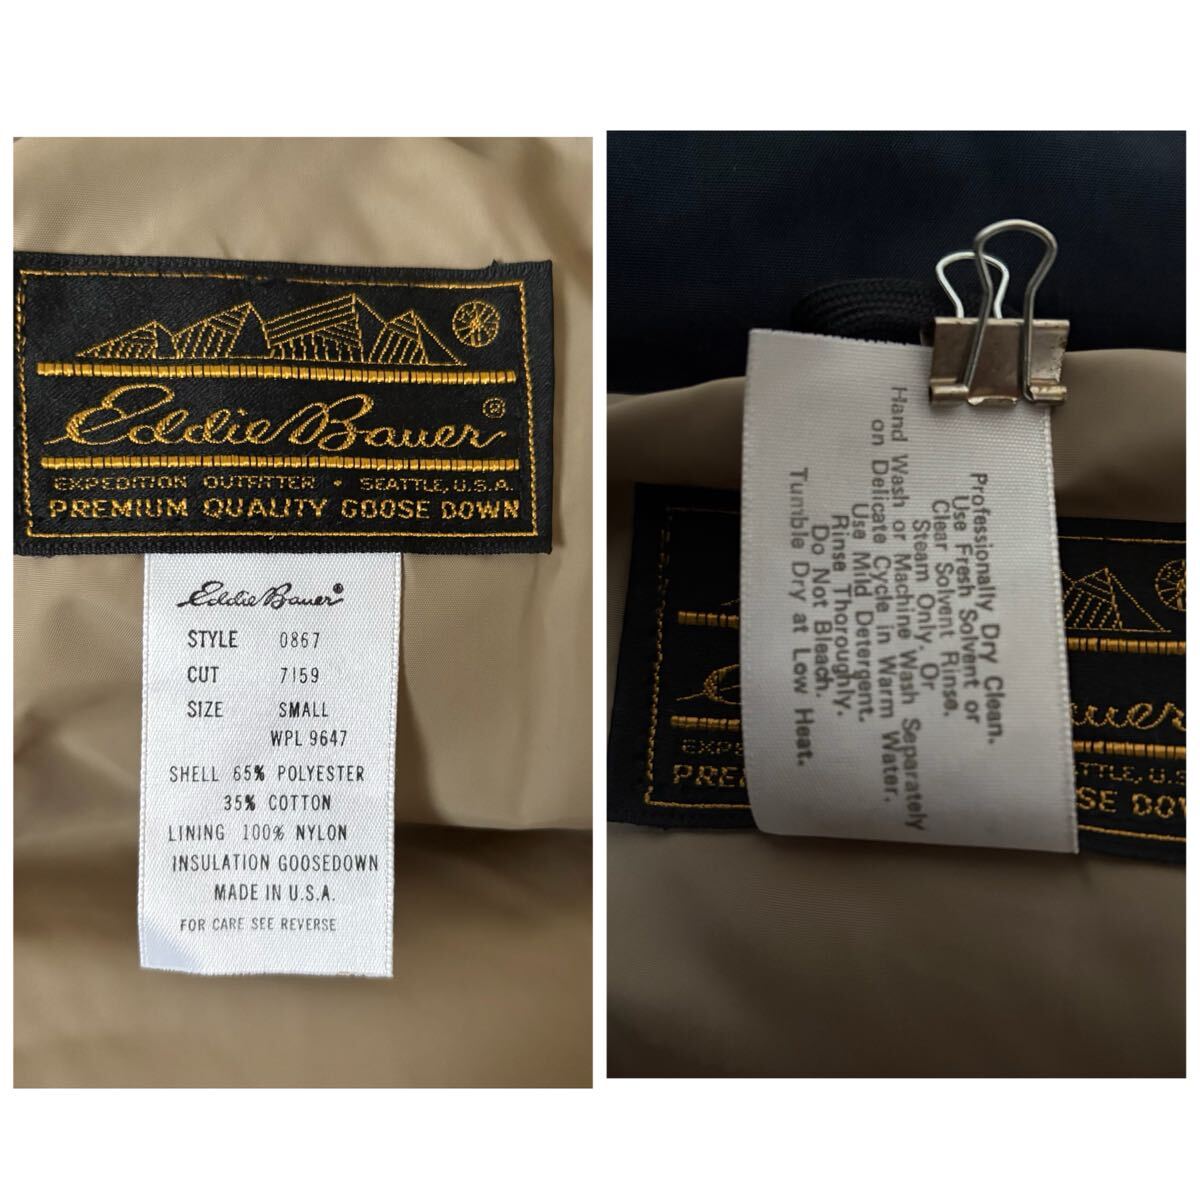 Eddie Bauer ®
EXPEDITION OUTFITTER • SEATTLE, U.S.A.
PREMIUM QUALITY GOOSE DOWN
Eddie Bauer ®
STYLE 0867
CUT 7159
SIZE SMALL
WPL 9647
SHELL 65% POLYESTER
35% COTTON
LINING 100% NYLON
INSULATION GOOSEDOWN
MADE IN U.S.A.
FOR CARE SEE REVERSE
Professionally Dry Clean.
Use Fresh Solvent or
Clear Solvent Rinse.
Steam Only. Or
Hand Wash or Machine Wash Separately
on Delicate Cycle in Warm Water.
Use Mild Detergent.
Rinse Thoroughly.
Do Not Bleach.
Tumble Dry at Low Heat.